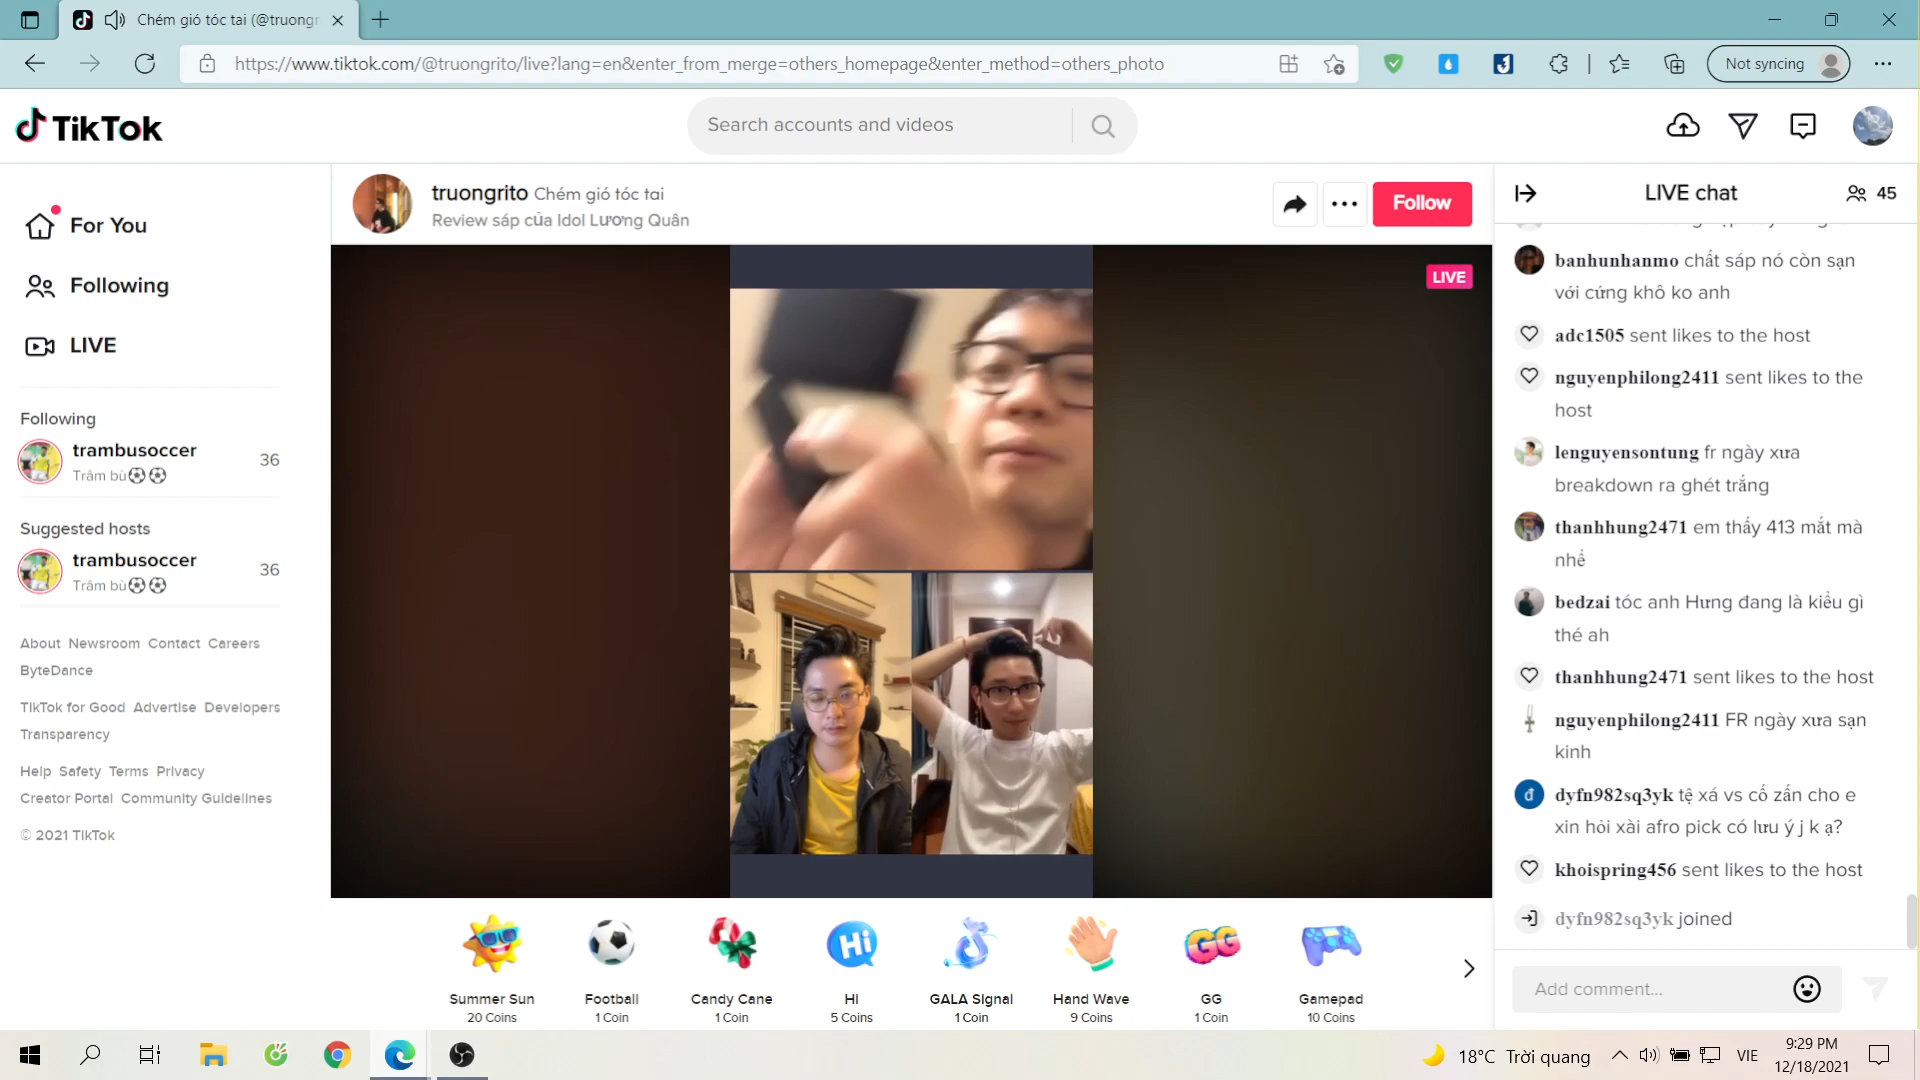 Chém gió tóc tai (@truongr
https://www.tiktok.com/@truongrito/live?lang=en&enter_from_merge=others_homepage&enter_method=others_photo
Not syncing
TikTok
Search accounts and videos
For You
Following
LIVE
Following
trambusoccer
Trâm bù⚽⚽
36
Suggested hosts
trambusoccer
Trâm bù⚽⚽
36
About Newsroom Contact Careers
ByteDance
TikTok for Good Advertise Developers
Transparency
Help Safety Terms Privacy
Creator Portal Community Guidelines
© 2021 TikTok
truongrito Chém gió tóc tai
Review sáp của Idol Lương Quân
Follow
LIVE
Summer Sun
20 Coins
Football
1 Coin
Candy Cane
1 Coin
Hi
Hi
5 Coins
GALA Signal
1 Coin
Hand Wave
9 Coins
GG
GG
1 Coin
Gamepad
10 Coins
LIVE chat
45
banhunhanmo chất sáp nó còn sạn
với cứng khô ko anh
adc1505 sent likes to the host
nguyenphilong2411 sent likes to the
host
lenguyensontung fr ngày xưa
breakdown ra ghét trắng
thanhhung2471 em thấy 413 mắt mà
nhể
bedzai tóc anh Hưng đang là kiểu gì
thé ah
thanhhung2471 sent likes to the host
nguyenphilong2411 FR ngày xưa sạn
kinh
đ
dyfn982sq3yk tệ xá vs cố zấn cho e
xin hỏi xài afro pick có lưu ý j k ạ?
khoispring456 sent likes to the host
dyfn982sq3yk joined
Add comment...
18°C Trời quang
VIE
9:29 PM
12/18/2021